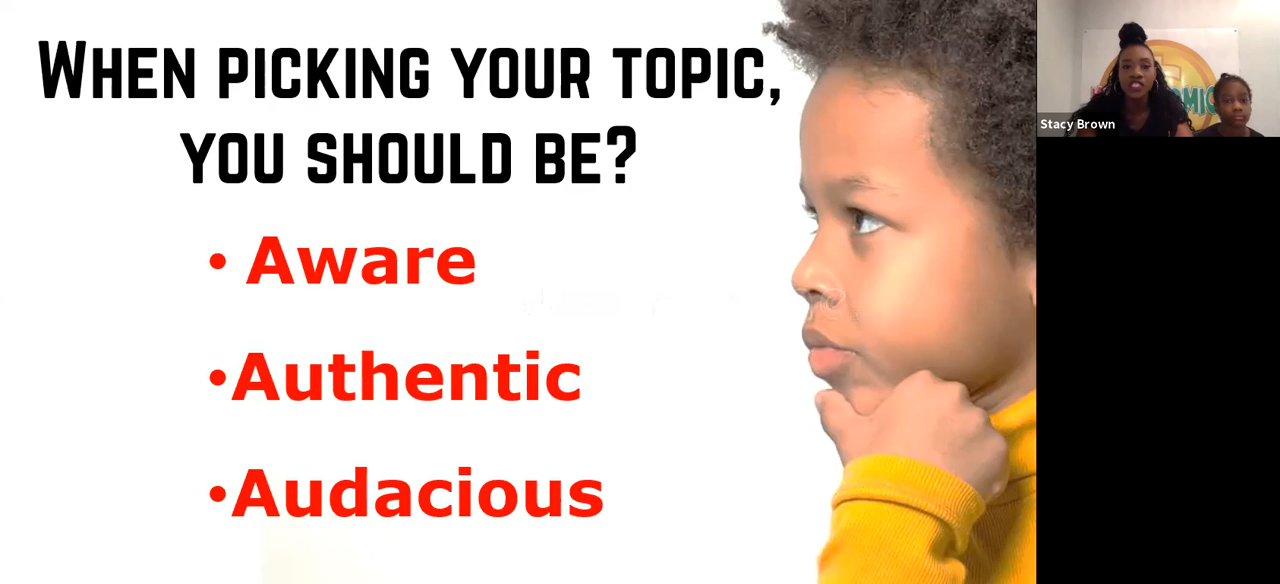 WHEN PICKING YOUR TOPIC,
YOU SHOULD BE?
• Aware
•Authentic
•Audacious
Stacy Brown